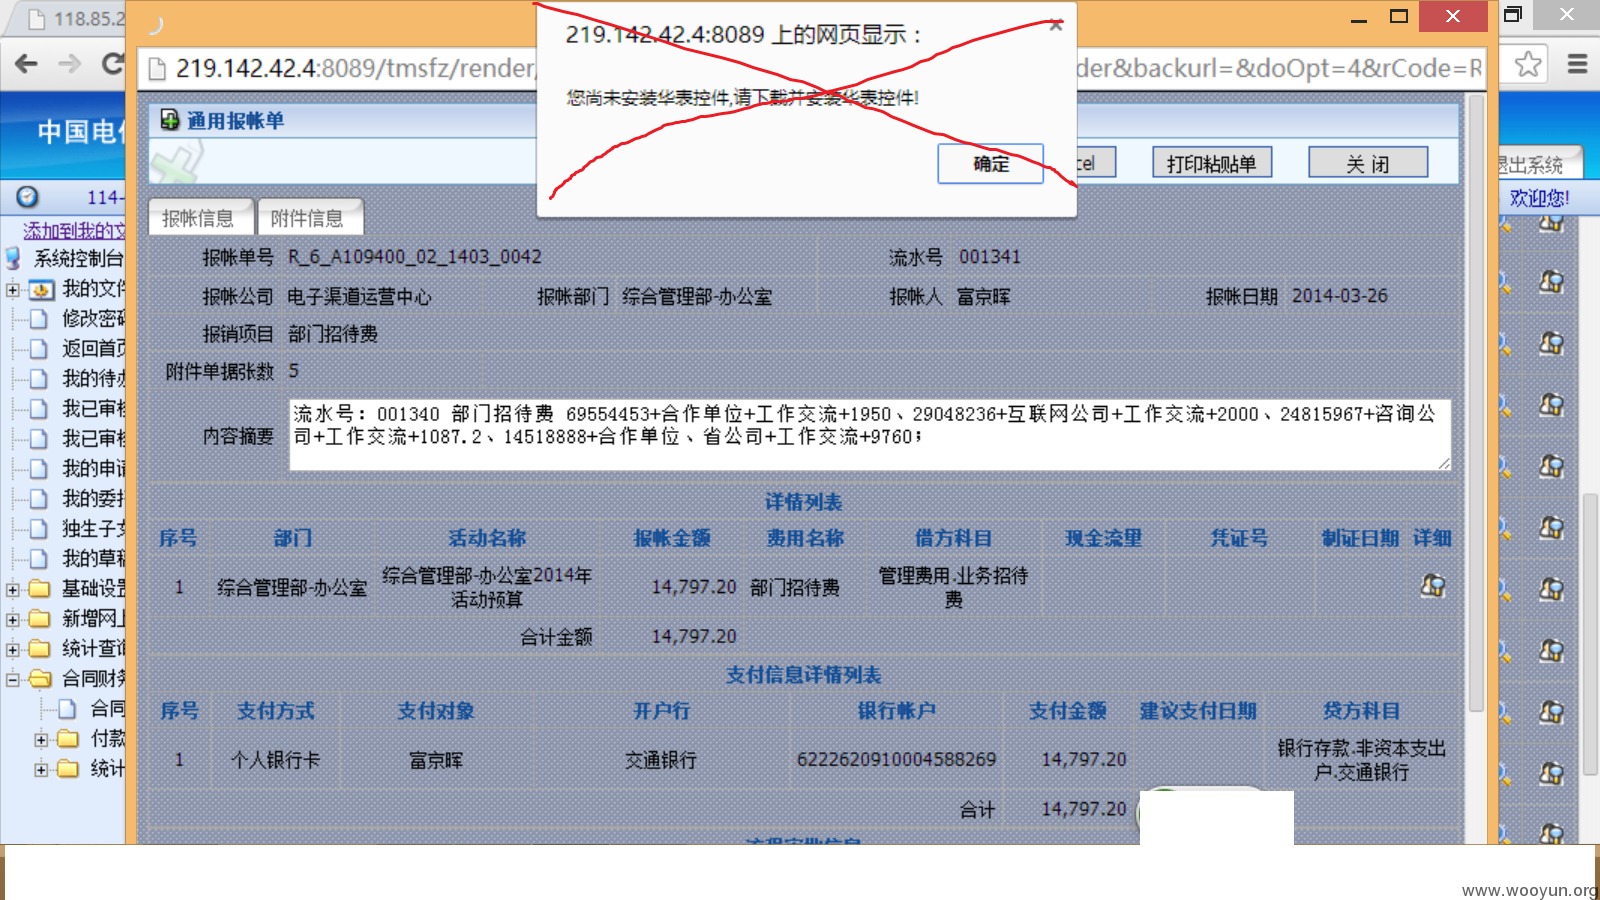 118.85.2
219.142.42.4:8089 上的网页显示：
您尚未安装华表控件,请下载并安装华表控件!
确定
219.142.42.4:8089/tmsfz/render/
der&backurl=&doOpt=4&rCode=R
中国电信
通用报帐单
cel
打印粘贴单
关 闭
退出系统
114-
欢迎您!
添加到我的文
系统控制台
我的文件
修改密码
返回首页
我的待办
我已审核
我已审核
我的申请
我的委托
独生子女
我的草稿
基础设置
新增网上
统计查询
合同财务
合同
付款
统计
报帐信息
附件信息
报帐单号 R_6_A109400_02_1403_0042
流水号 001341
报帐公司 电子渠道运营中心
报帐部门 综合管理部-办公室
报帐人 富京晖
报帐日期 2014-03-26
报销项目 部门招待费
附件单据张数 5
内容摘要
流水号：001340 部门招待费 69554453+合作单位+工作交流+1950、29048236+互联网公司+工作交流+2000、24815967+咨询公
司+工作交流+1087.2、14518888+合作单位、省公司+工作交流+9760；
详情列表
序号 部门 活动名称 报帐金额 费用名称 借方科目 现金流量 凭证号 制证日期 详细
1 综合管理部-办公室 综合管理部-办公室2014年
活动预算
14,797.20 部门招待费 管理费用.业务招待
费
合计金额 14,797.20
支付信息详情列表
序号 支付方式 支付对象 开户行 银行帐户 支付金额 建议支付日期 贷方科目
1 个人银行卡 富京晖 交通银行 6222620910004588269 14,797.20 银行存款.非资本支出
户.交通银行
合计 14,797.20
www.wooyun.org